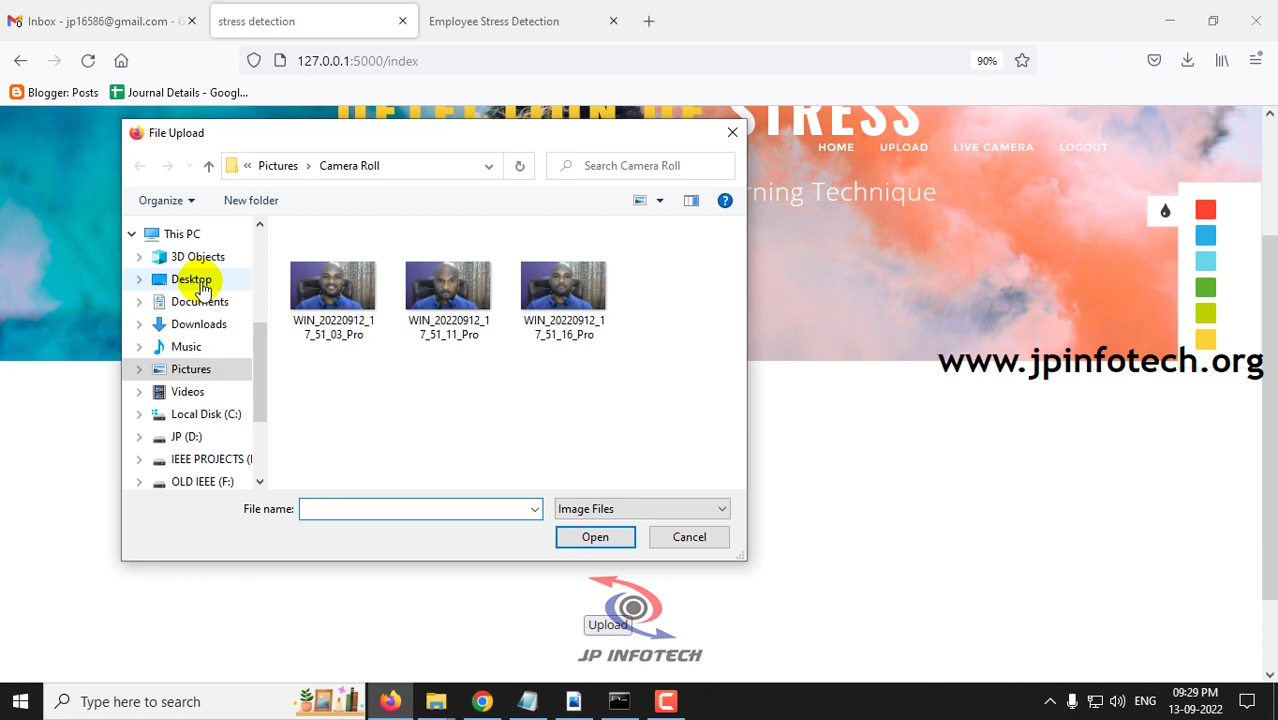 Inbox - jp16586@gmail.com - G
stress detection
Employee Stress Detection
127.0.0.1:5000/index
90%
Blogger: Posts
Journal Details - Googl...
STRESS
HOME
UPLOAD
LIVE CAMERA
LOGOUT
rning Technique
File Upload
Pictures
Camera Roll
Search Camera Roll
Organize
New folder
This PC
3D Objects
Desktop
Documents
Downloads
Music
Pictures
Videos
Local Disk (C:)
JP (D:)
IEEE PROJECTS (
OLD IEEE (F:)
WIN_20220912_1
7_51_03_Pro
WIN_20220912_1
7_51_11_Pro
WIN_20220912_1
7_51_16_Pro
File name:
Image Files
Open
Cancel
www.jpinfotech.org
Upload
JP INFOTECH
Type here to search
ENG
09:29 PM
13-09-2022